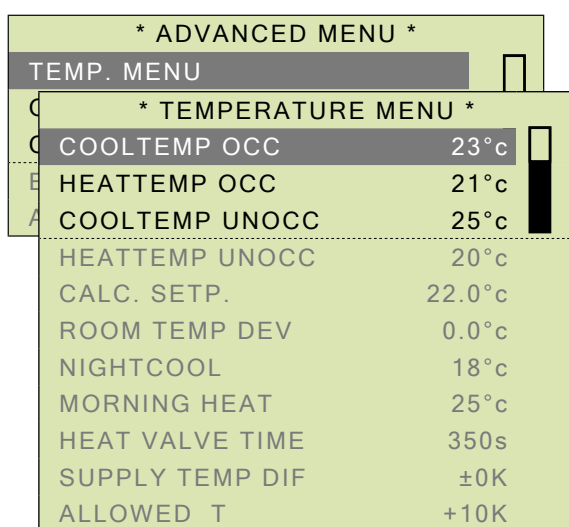 * ADVANCED MENU *
TEMP. MENU
* TEMPERATURE MENU *
COOLTEMP OCC 23°c
HEATTEMP OCC 21°c
COOLTEMP UNOCC 25°c
HEATTEMP UNOCC 20°c
CALC. SETP. 22.0°c
ROOM TEMP DEV 0.0°c
NIGHTCOOL 18°c
MORNING HEAT 25°c
HEAT VALVE TIME 350s
SUPPLY TEMP DIF ±0K
ALLOWED T +10K